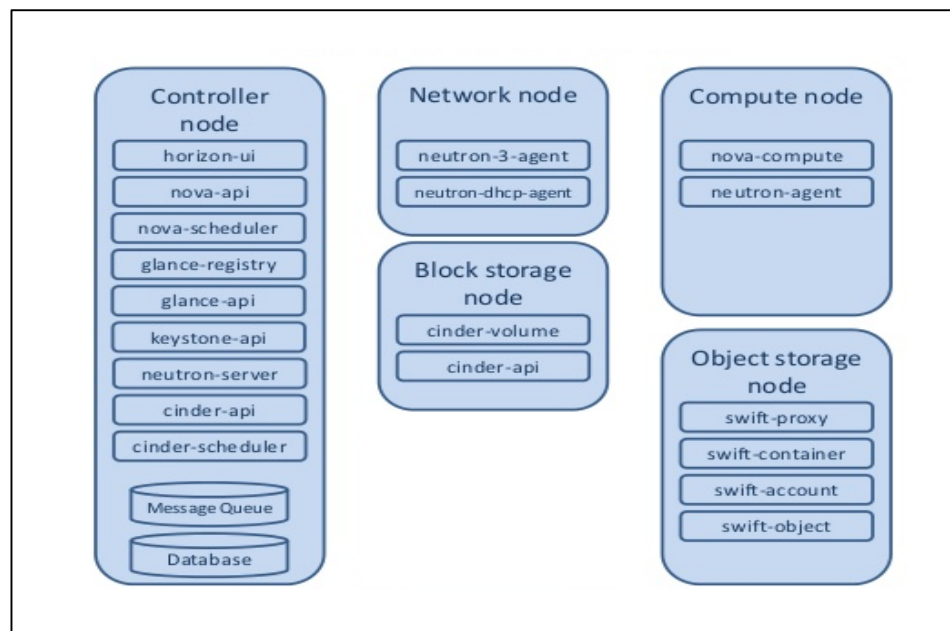 Controller
node
horizon-ui
nova-api
nova-scheduler
glance-registry
glance-api
keystone-api
neutron-server
cinder-api
cinder-scheduler
Message Queue
Database
Network node
neutron-3-agent
neutron-dhcp-agent
Block storage
node
cinder-volume
cinder-api
Compute node
nova-compute
neutron-agent
Object storage
node
swift-proxy
swift-container
swift-account
swift-object